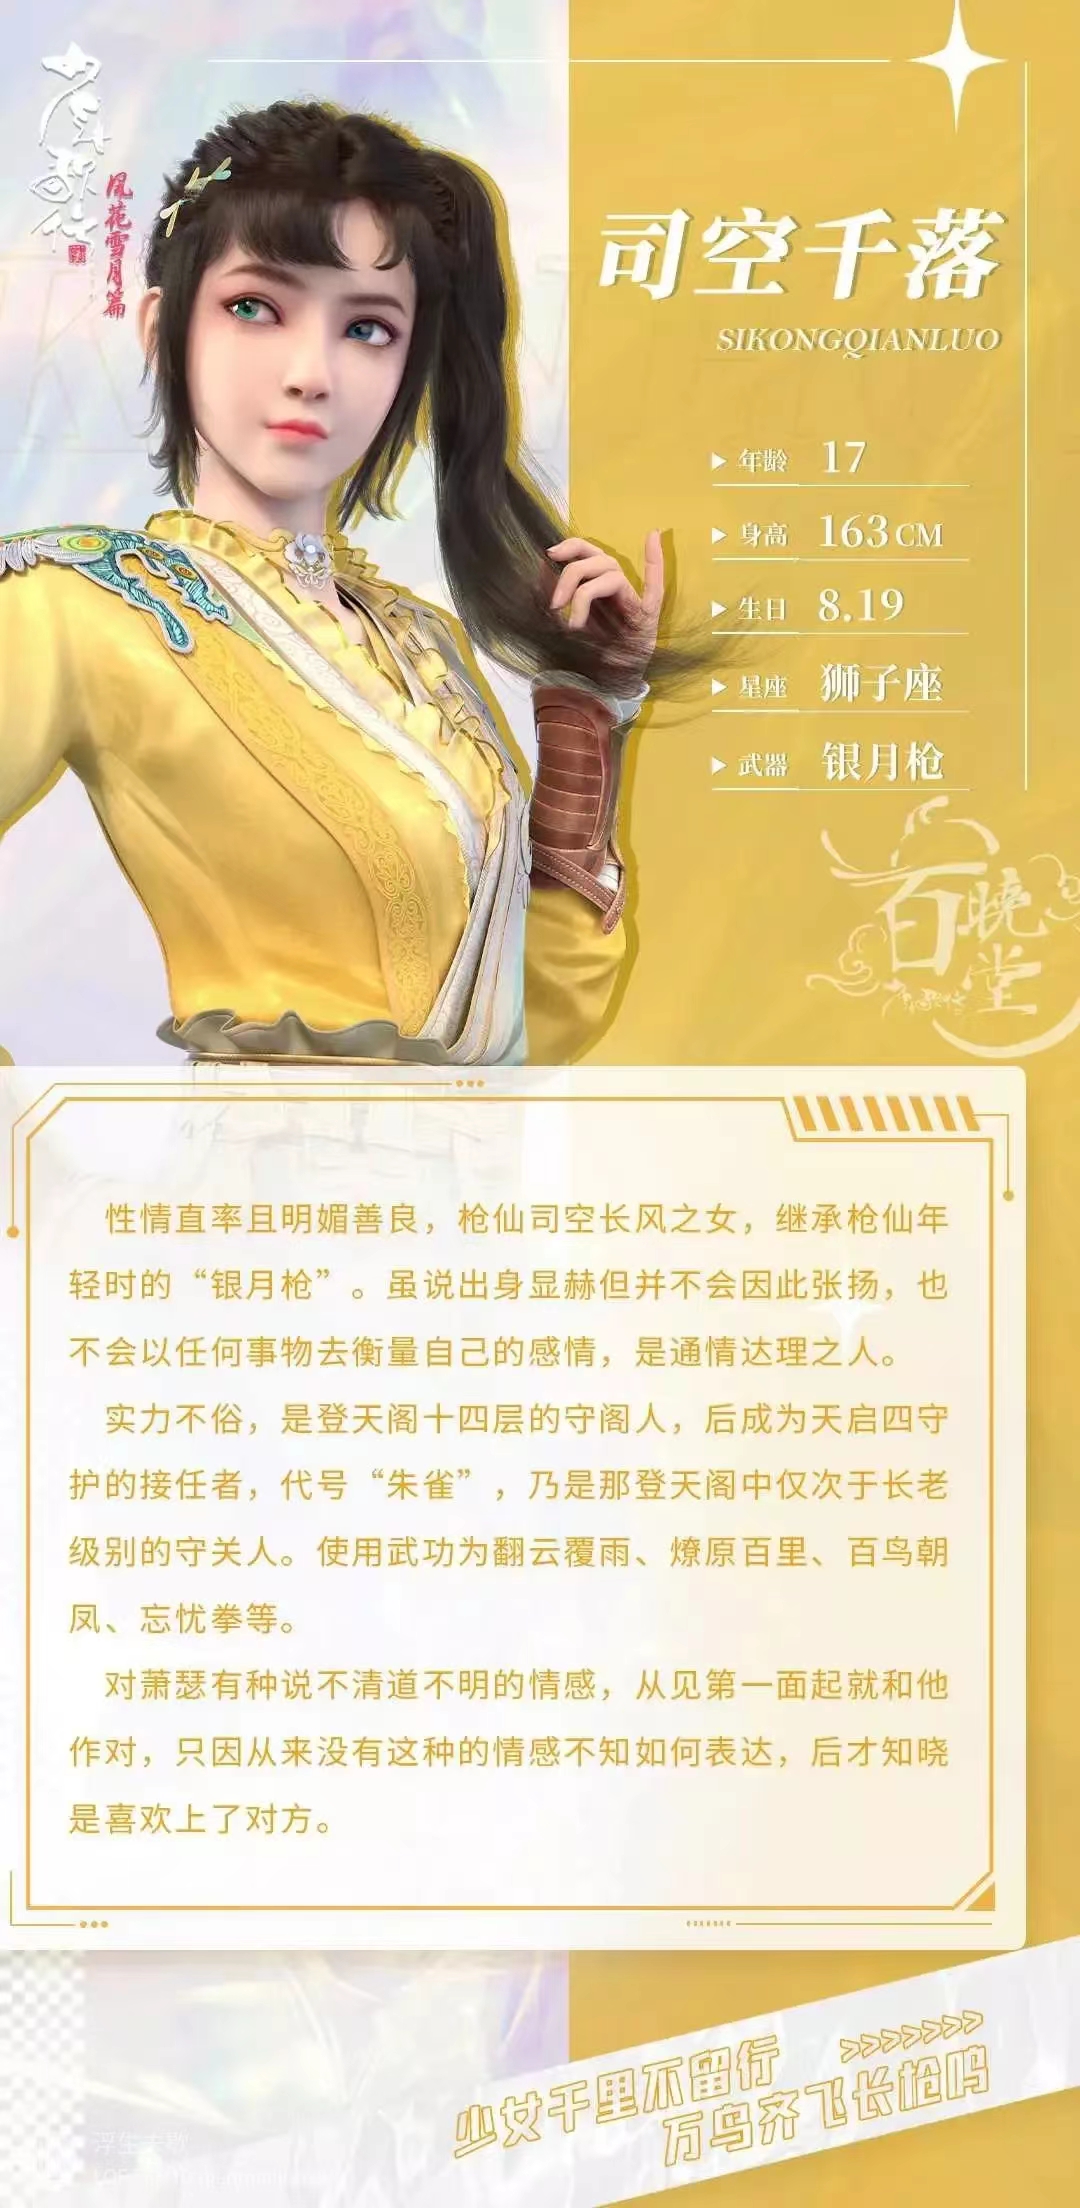 少年歌行
风花雪月篇
司空千落
SIKONGQIANLUO
年龄 17
身高 163CM
生日 8.19
星座 狮子座
武器 银月枪
百晓堂
少年歌行
性情直率且明媚善良，枪仙司空长风之女，继承枪仙年
轻时的“银月枪”。虽说出身显赫但并不会因此张扬，也
不会以任何事物去衡量自己的感情，是通情达理之人。
实力不俗，是登天阁十四层的守阁人，后成为天启四守
护的接任者，代号“朱雀”，乃是那登天阁中仅次于长老
级别的守关人。使用武功为翻云覆雨、燎原百里、百鸟朝
凤、忘忧拳等。
对萧瑟有种说不清道不明的情感，从见第一面起就和他
作对，只因从来没有这种的情感不知如何表达，后才知晓
是喜欢上了对方。
少女千里不留行
万鸟齐飞长枪鸣